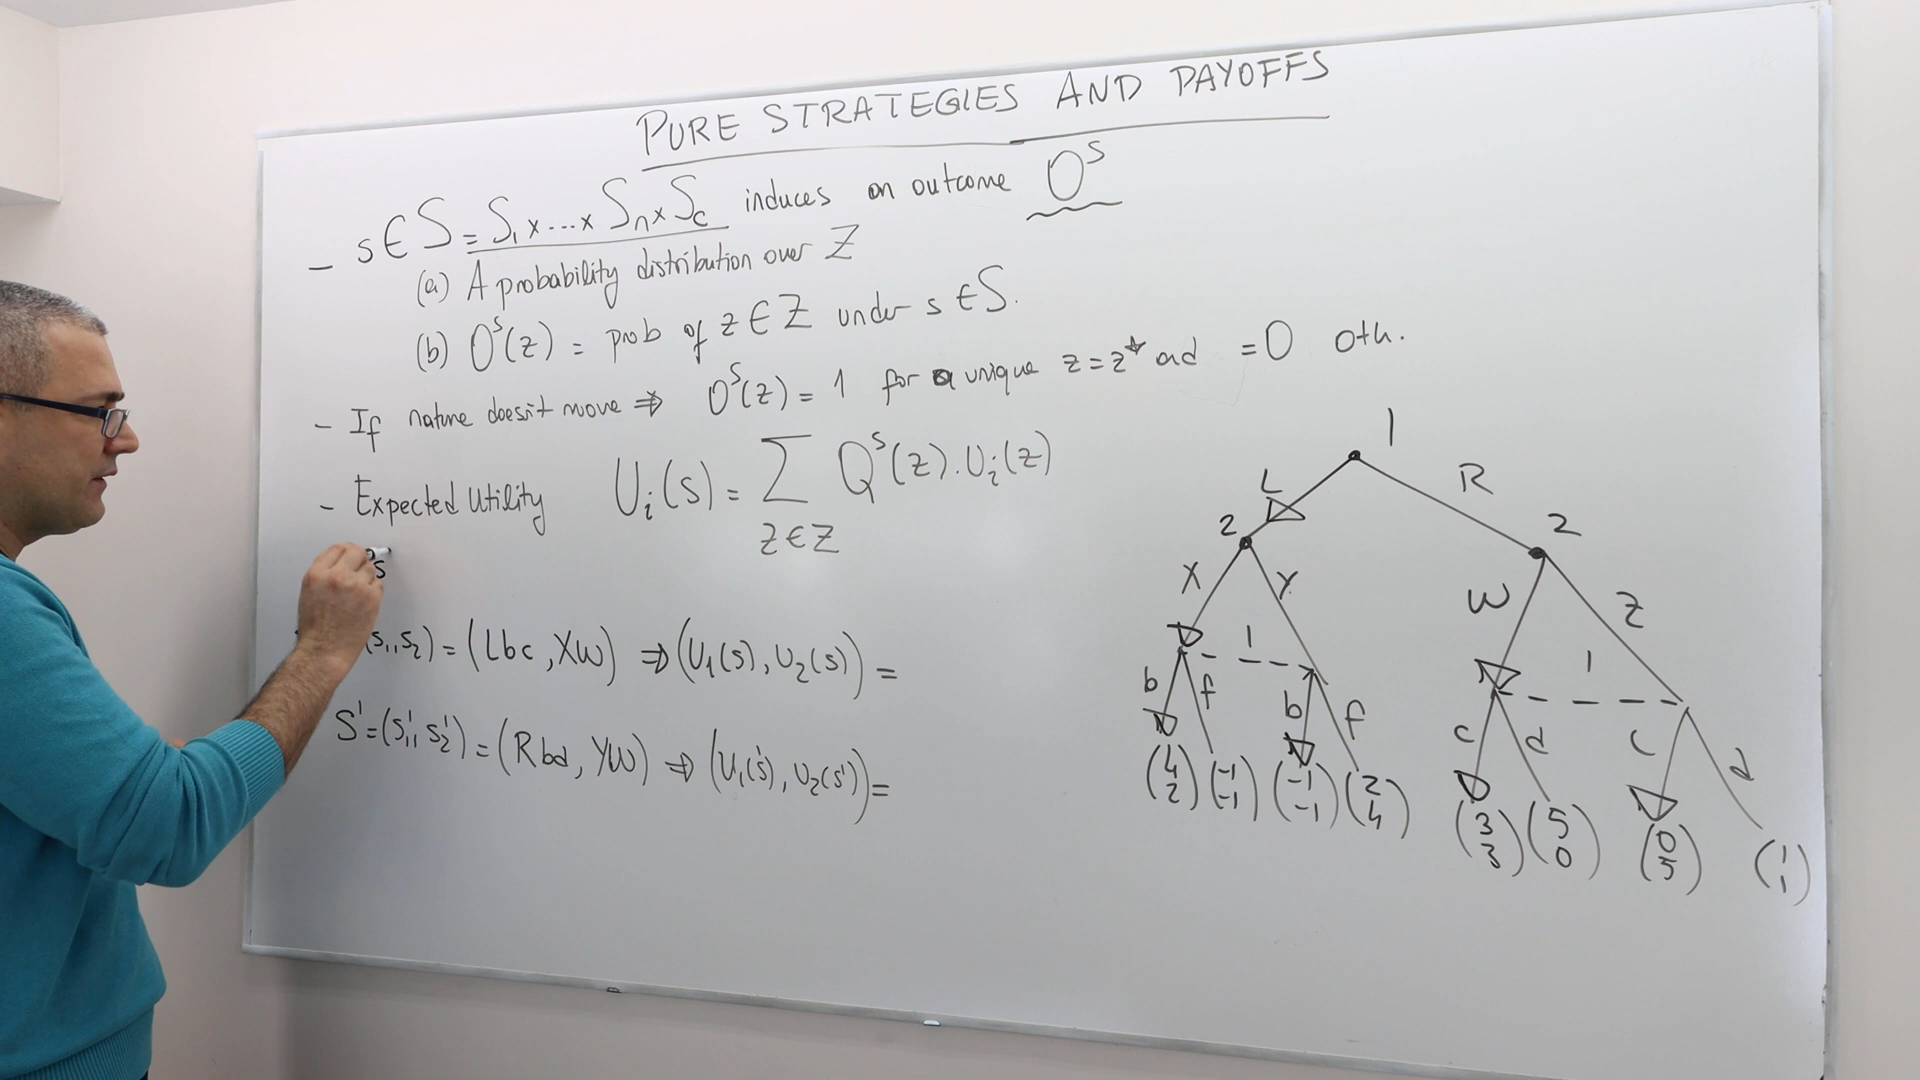 PURE STRATEGIES AND PAYOFFS
- s ∈ S = S₁ x ... x Sₙ x S_c induces an outcome O^S
(a) A probability distribution over Z
(b) O^S(z) = prob of z ∈ Z under s ∈ S.
- If nature doesn't move ⇒ O^S(z) = 1 for a unique z = z* and = 0 oth.
- Expected Utility U_i(s) = Σ Q^S(z) . U_i(z)
z ∈ Z
s
(s₁, s₂) = (Lbc, XW) ⇒ (U₁(s), U₂(s)) =
S' = (s₁', s₂') = (Rbd, YW) ⇒ (U₁(s'), U₂(s')) =
1
L R
2 2
X Y W Z
1 1
b f b f c d c d
(4 2) (-1 -1) (-1 -1) (2 4) (3 3) (5 0) (0 5) (1 1)